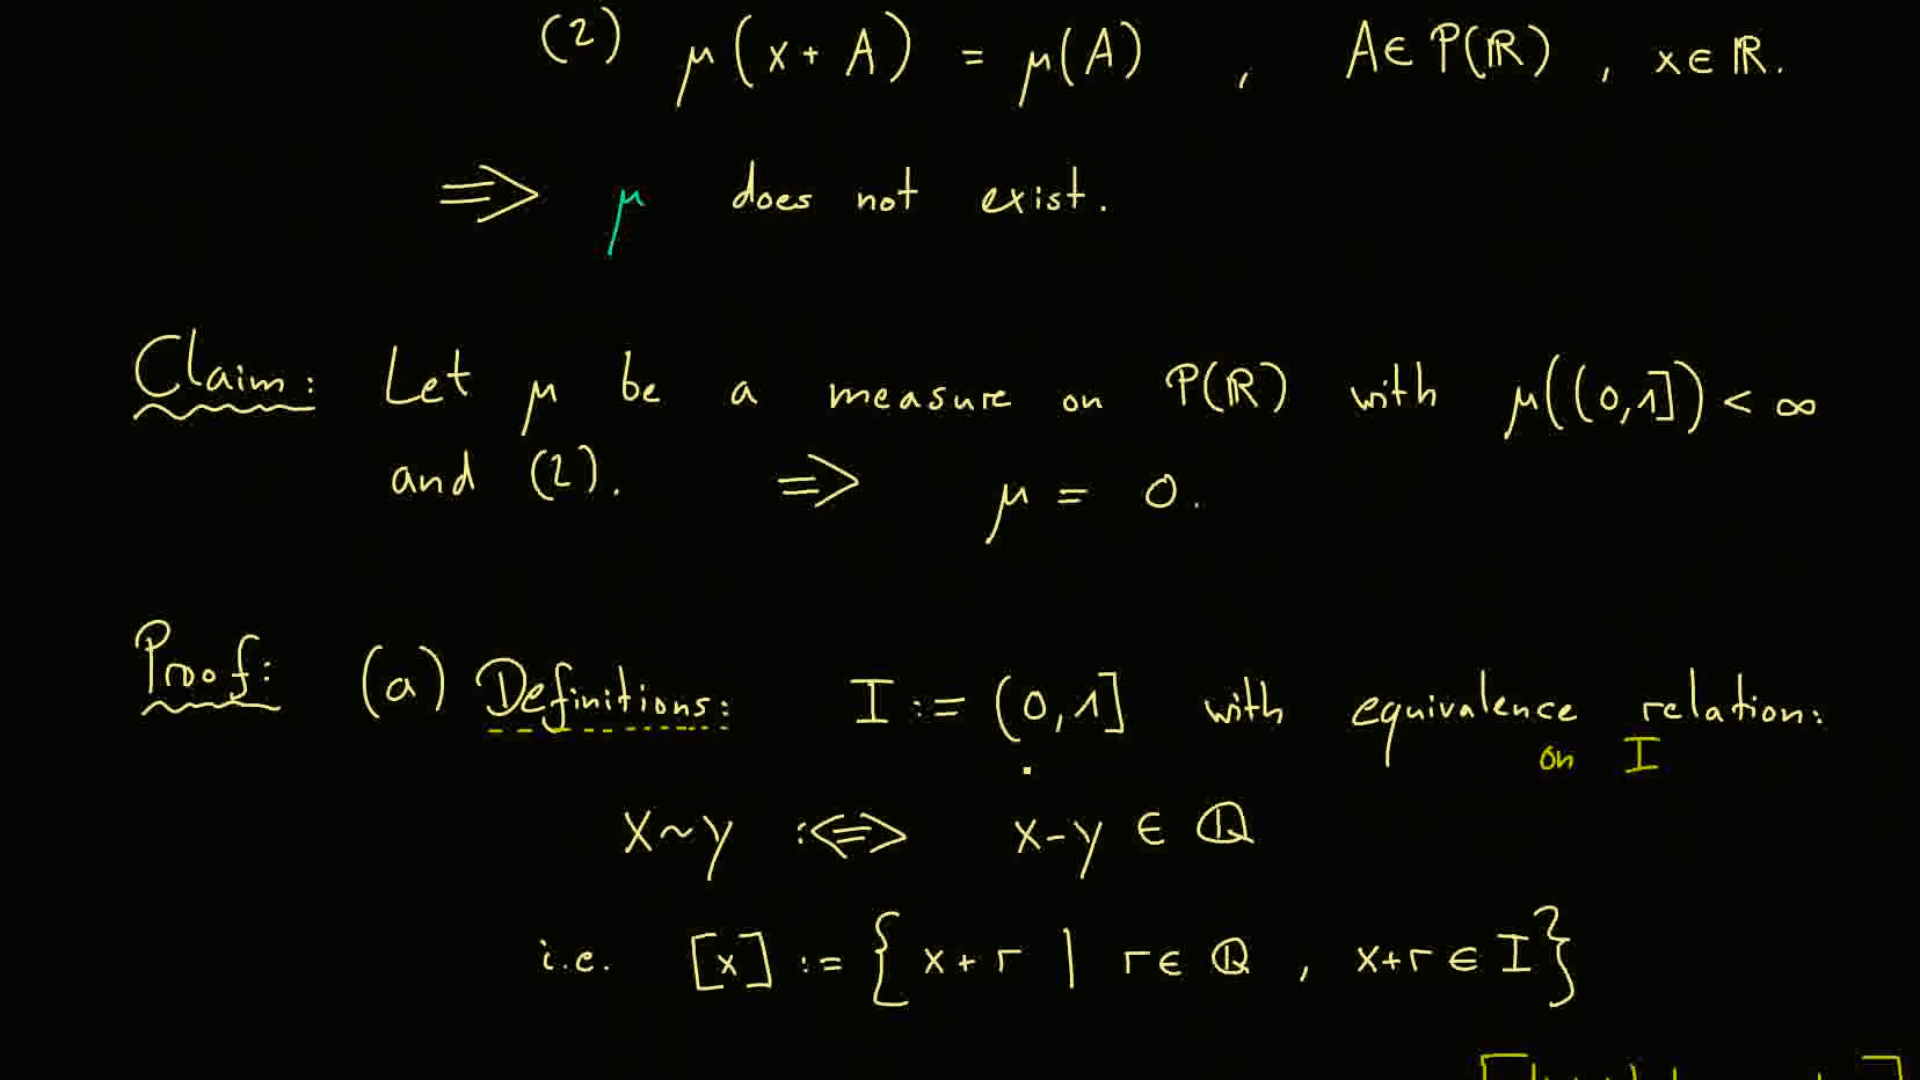 (2) μ(x + A) = μ(A) , A ∈ P(ℝ) , x ∈ ℝ.
⟹ μ does not exist.
Claim: Let μ be a measure on P(ℝ) with μ((0,1]) < ∞
and (2). ⟹ μ = 0.
Proof: (a) Definitions: I := (0,1] with equivalence relation:
on I
x~y :⟺ x-y ∈ ℚ
i.e. [x] := {x + r | r ∈ ℚ , x+r ∈ I}